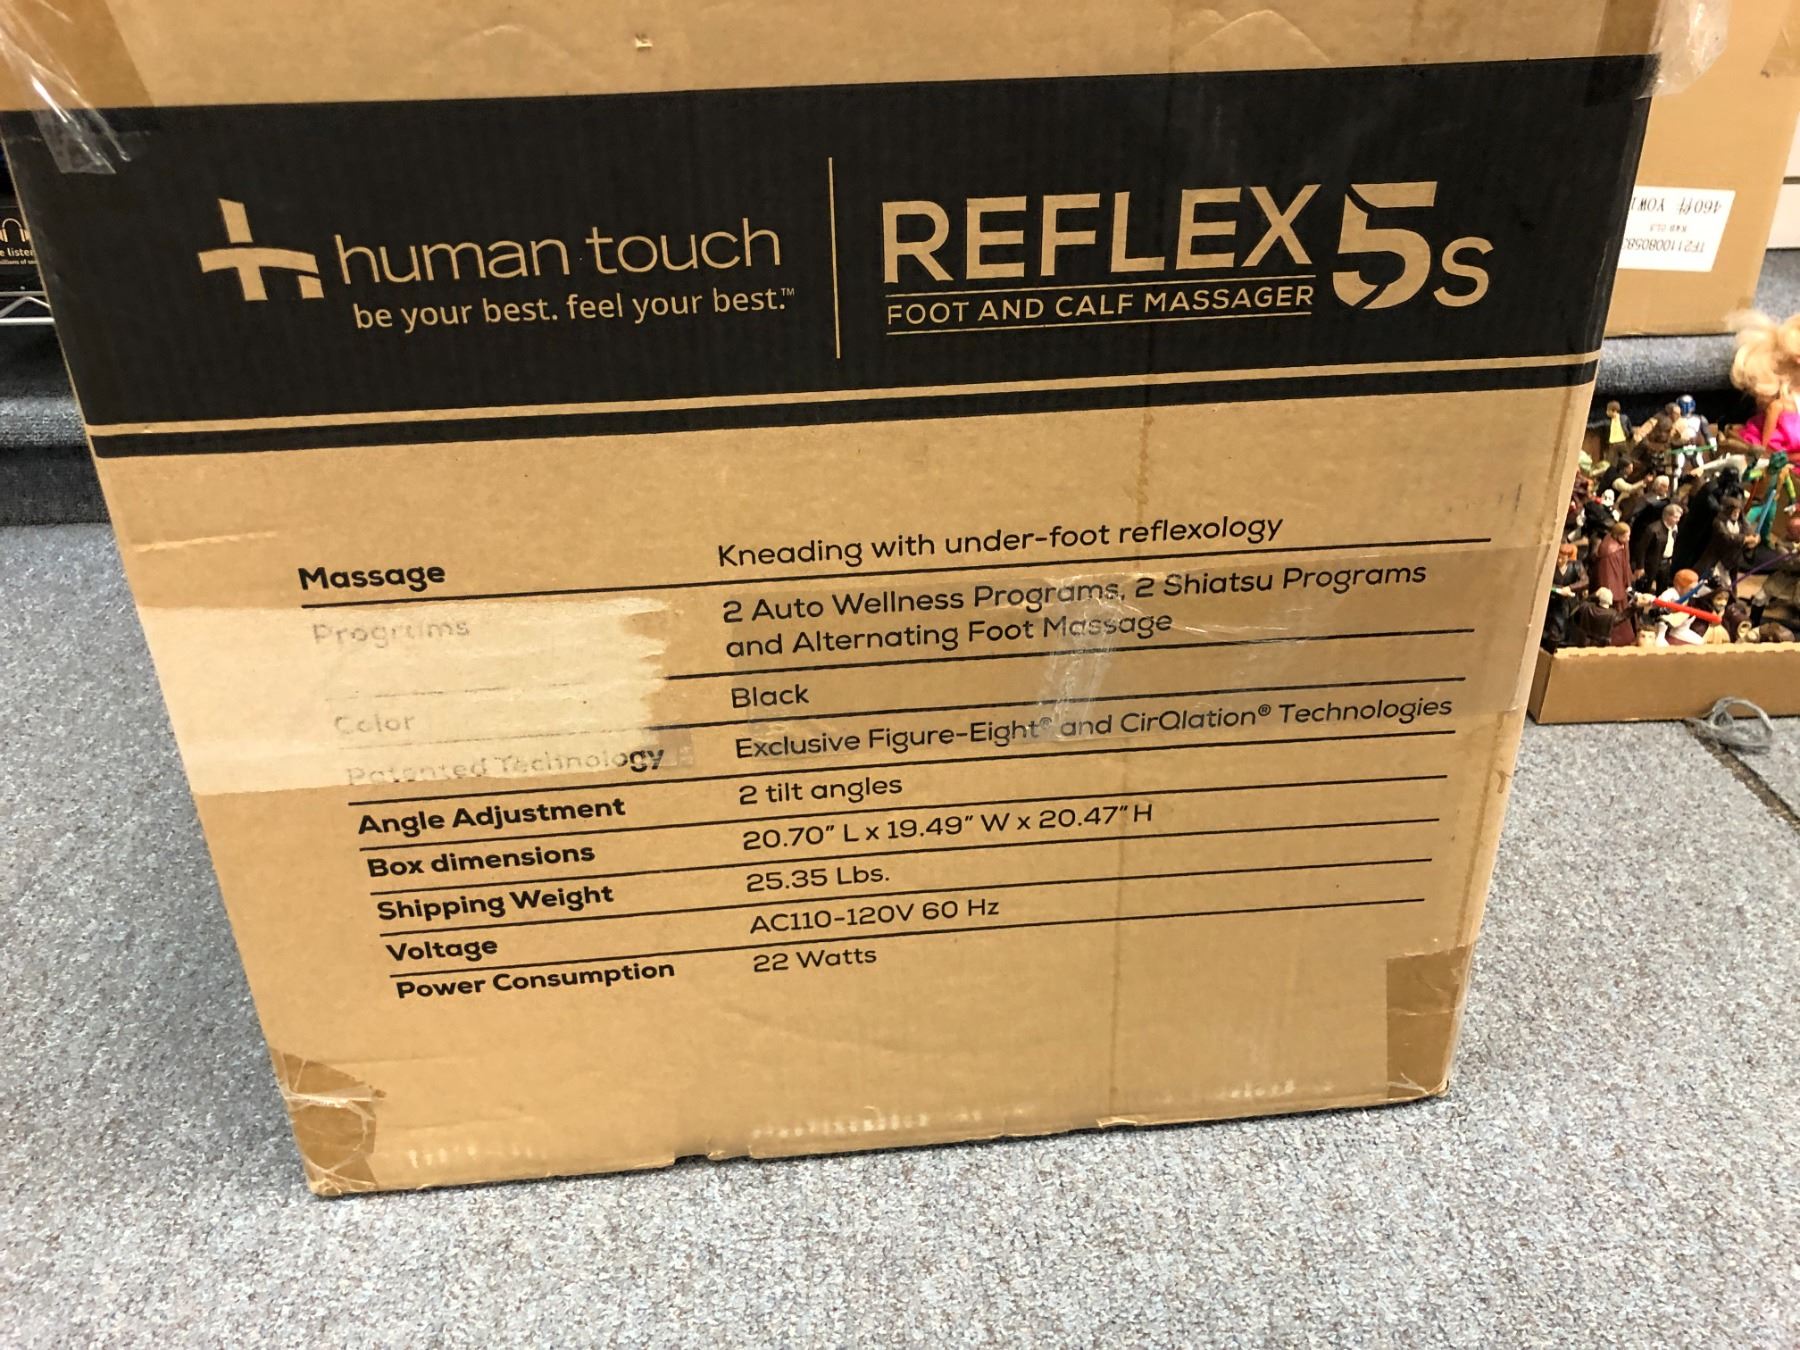 human touch
be your best. feel your best.™
REFLEX 5s
FOOT AND CALF MASSAGER
Massage Kneading with under-foot reflexology
Programs 2 Auto Wellness Programs, 2 Shiatsu Programs
and Alternating Foot Massage
Color Black
Patented Technology Exclusive Figure-Eight® and CirQlation® Technologies
Angle Adjustment 2 tilt angles
Box dimensions 20.70" L x 19.49" W x 20.47" H
Shipping Weight 25.35 Lbs.
Voltage AC110-120V 60 Hz
Power Consumption 22 Watts
e listen
460ft